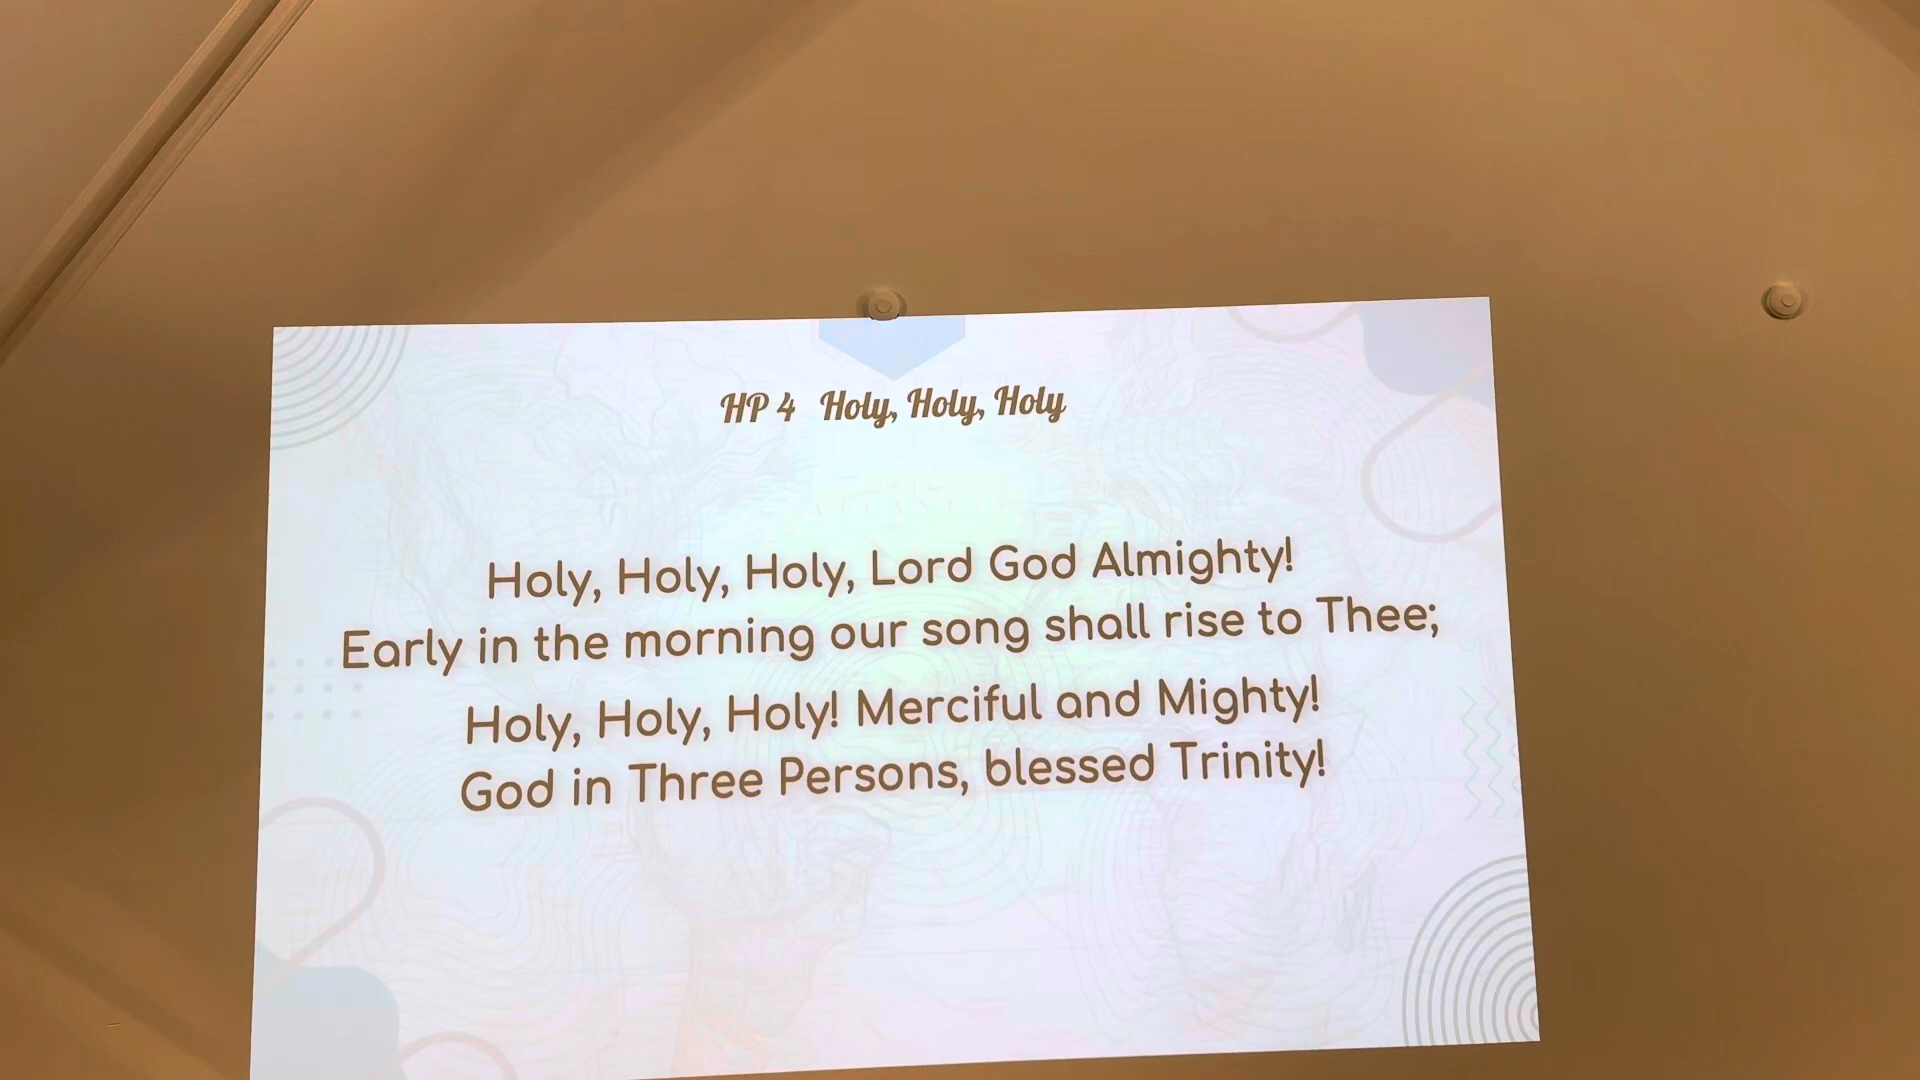 HP 4 Holy, Holy, Holy
Holy, Holy, Holy, Lord God Almighty!
Early in the morning our song shall rise to Thee;
Holy, Holy, Holy! Merciful and Mighty!
God in Three Persons, blessed Trinity!